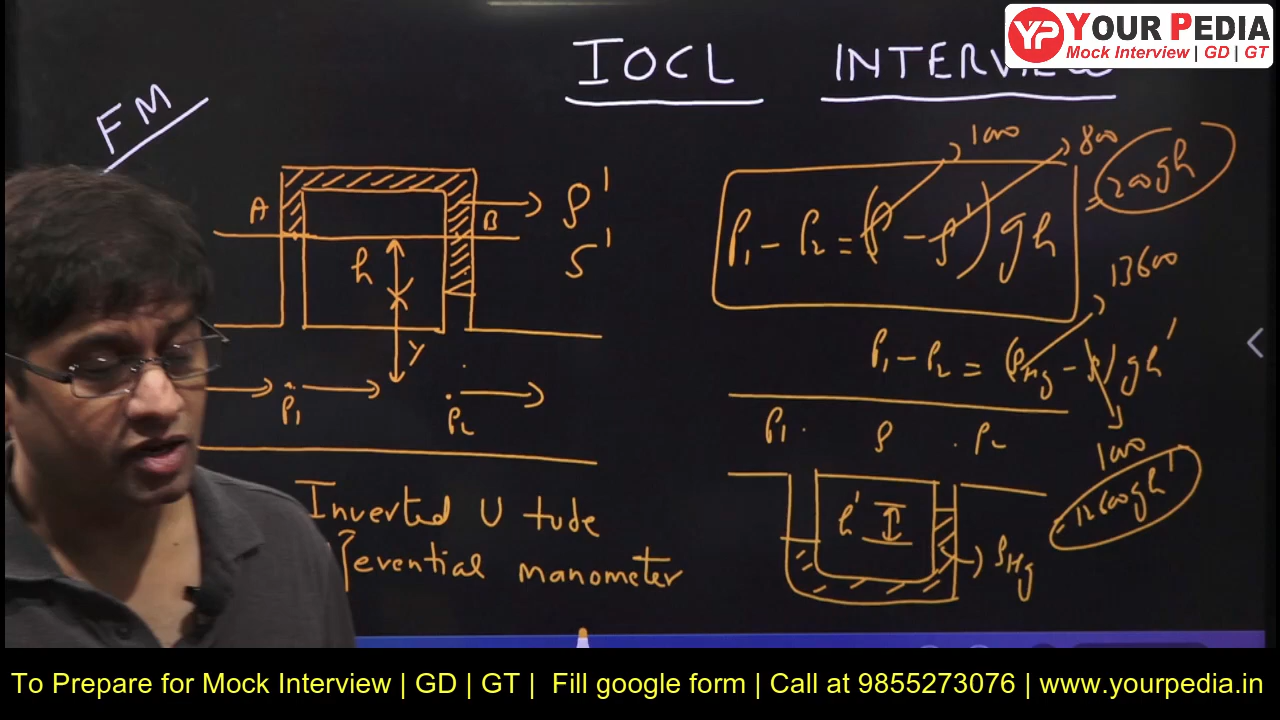 YP YOUR PEDIA
Mock Interview | GD | GT
IOCL INTERVIEW
FM
A
B
ρ'
S'
h
y
P₁
P₂
Inverted U tube
fferential manometer
1000
800
P₁ - P₂ = (ρ - ρ') gh
= 200gh
13600
P₁ - P₂ = (ρHg - ρ) gh'
1000
= 12600gh'
P₁ . ρ . P₂
h'
ρHg
To Prepare for Mock Interview | GD | GT | Fill google form | Call at 9855273076 | www.yourpedia.in